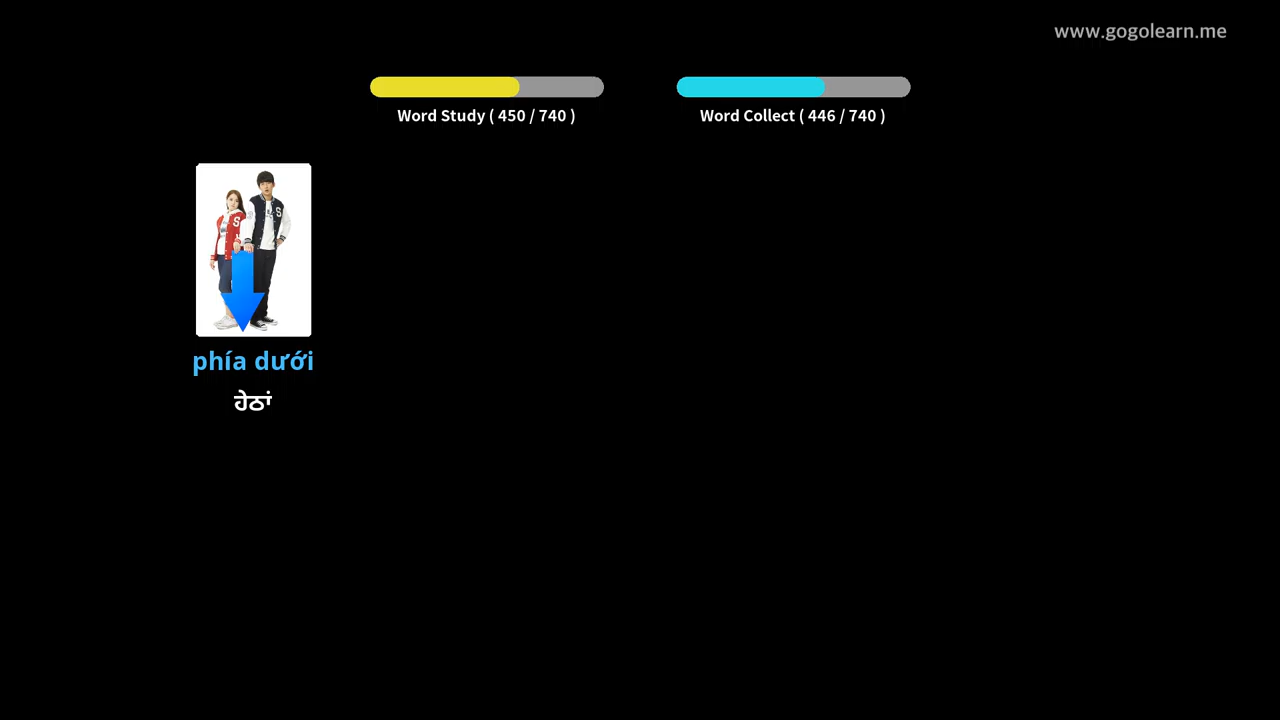 www.gogolearn.me
Word Study ( 450 / 740 )
Word Collect ( 446 / 740 )
S
S
phía dưới
ਹੇਠਾਂ